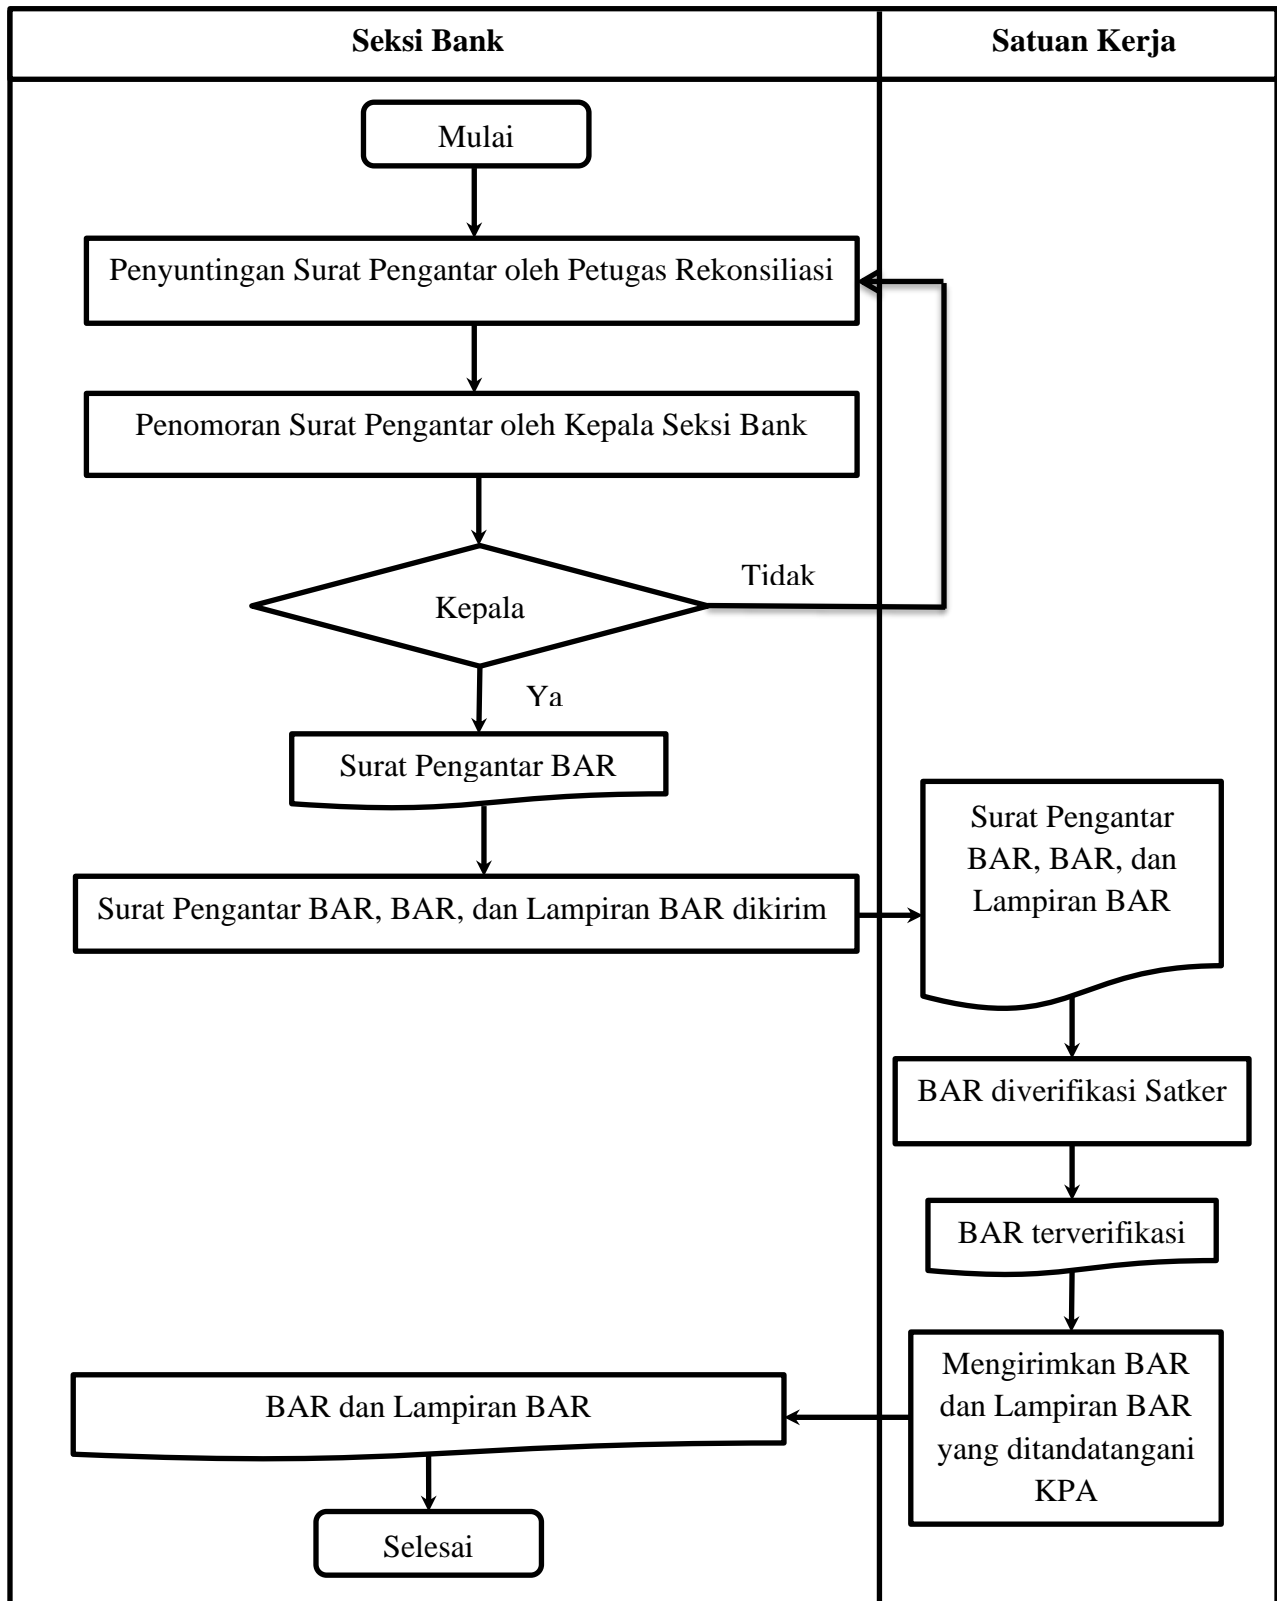 Seksi Bank
Satuan Kerja
Mulai
Penyuntingan Surat Pengantar oleh Petugas Rekonsiliasi
Penomoran Surat Pengantar oleh Kepala Seksi Bank
Kepala
Tidak
Ya
Surat Pengantar BAR
Surat Pengantar BAR, BAR, dan Lampiran BAR dikirim
Surat Pengantar
BAR, BAR, dan
Lampiran BAR
BAR diverifikasi Satker
BAR terverifikasi
Mengirimkan BAR
dan Lampiran BAR
yang ditandatangani
KPA
BAR dan Lampiran BAR
Selesai